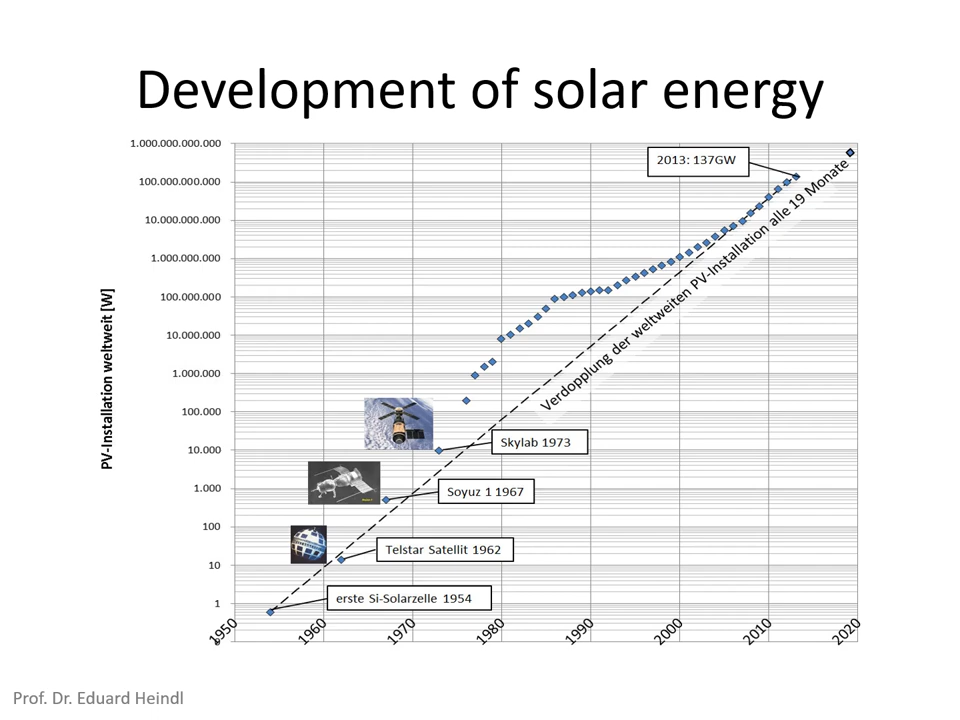 Development of solar energy
1.000.000.000.000
100.000.000.000
10.000.000.000
1.000.000.000
100.000.000
10.000.000
1.000.000
100.000
10.000
1.000
100
10
1
PV-Installation weltweit [W]
2013: 137GW
Verdopplung der weltweiten PV-Installation alle 19 Monate
Skylab 1973
Soyuz 1 1967
Telstar Satellit 1962
erste Si-Solarzelle 1954
1950
1960
1970
1980
1990
2000
2010
2020
Prof. Dr. Eduard Heindl